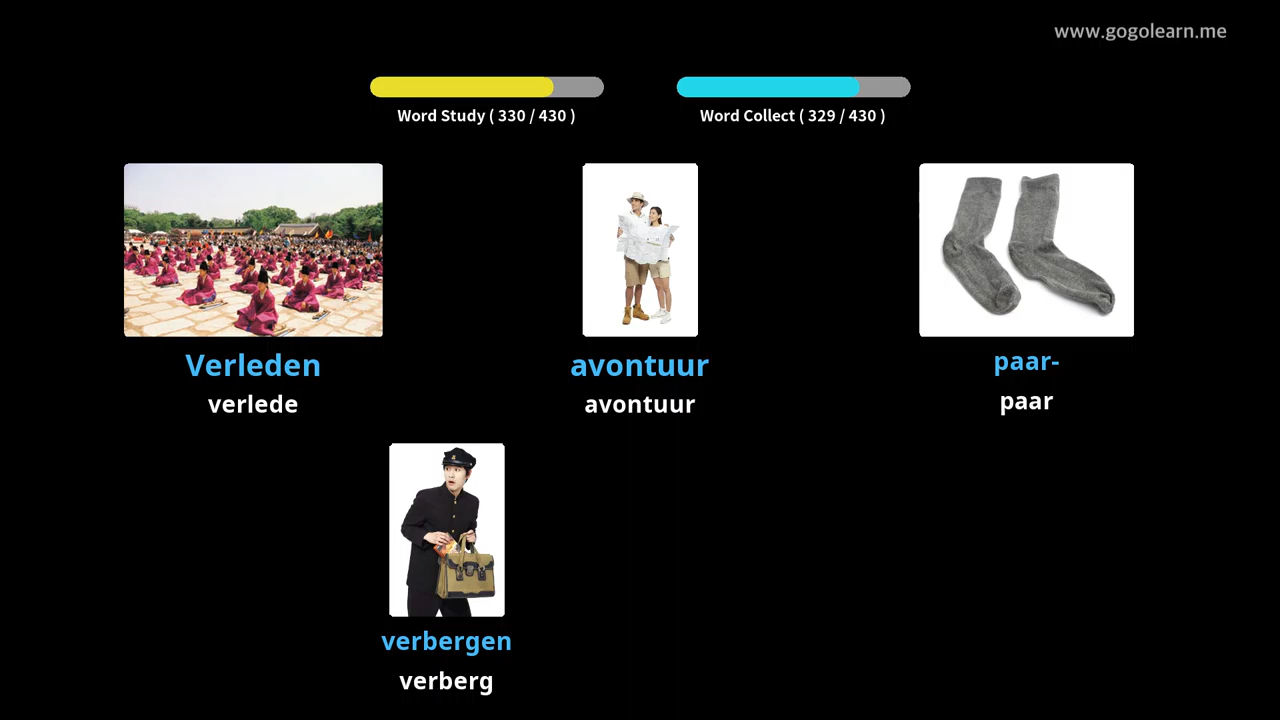 www.gogolearn.me
Word Study ( 330 / 430 )
Word Collect ( 329 / 430 )
Verleden
verlede
avontuur
avontuur
paar-
paar
verbergen
verberg